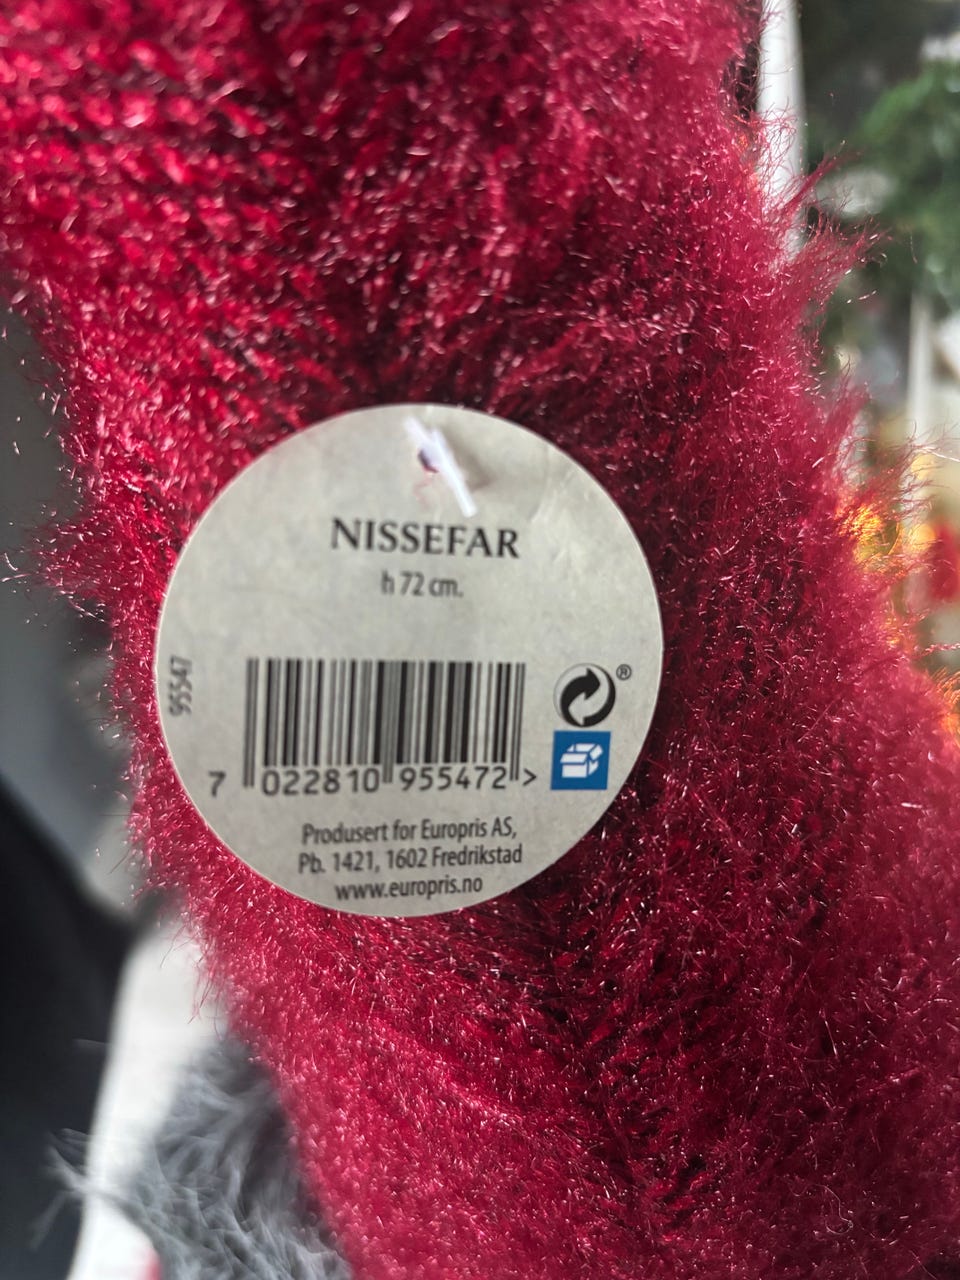 NISSEFAR
h 72 cm.
95547
®
7 022810 955472 >
Produsert for Europris AS,
Pb. 1421, 1602 Fredrikstad
www.europris.no